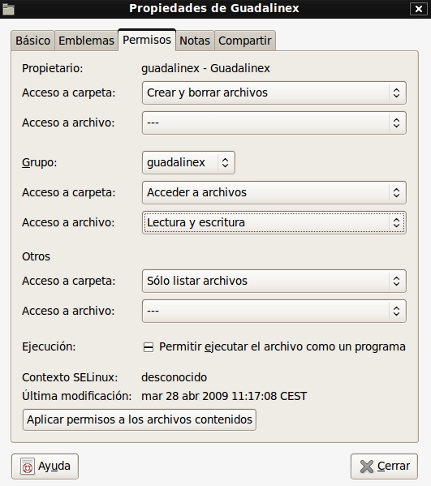 Propiedades de Guadalinex
Básico Emblemas Permisos Notas Compartir
Propietario: guadalinex - Guadalinex
Acceso a carpeta: Crear y borrar archivos
Acceso a archivo: ---
Grupo: guadalinex
Acceso a carpeta: Acceder a archivos
Acceso a archivo: Lectura y escritura
Otros
Acceso a carpeta: Sólo listar archivos
Acceso a archivo: ---
Ejecución: Permitir ejecutar el archivo como un programa
Contexto SELinux: desconocido
Última modificación: mar 28 abr 2009 11:17:08 CEST
Aplicar permisos a los archivos contenidos
Ayuda Cerrar